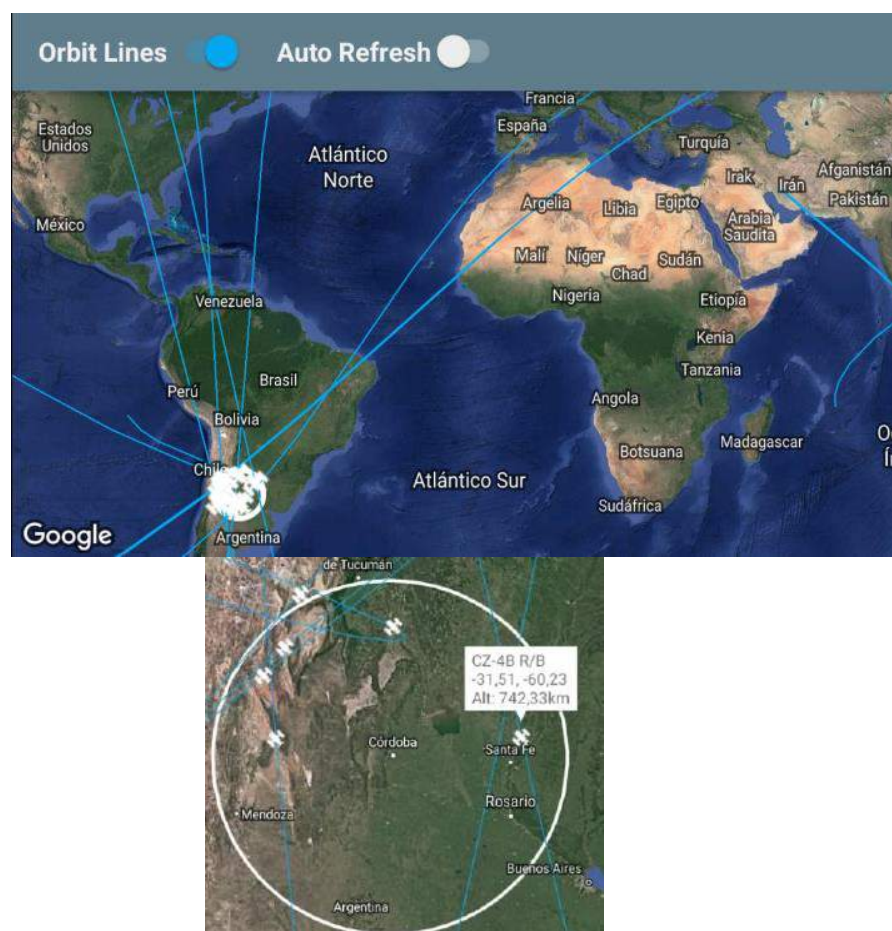 Orbit Lines
Auto Refresh
Francia
España
Estados
Unidos
Atlántico
Norte
Turquía
Irak
Irán
Afganistán
Pakistán
México
Argelia
Libia
Egipto
Arabia
Saudita
Malí
Níger
Chad
Sudán
Venezuela
Nigeria
Etiopía
Kenia
Tanzania
Perú
Brasil
Angola
Bolivia
Botsuana
Madagascar
Chile
Atlántico Sur
Sudáfrica
Google
Argentina
de Tucumán
CZ-4B R/B
-31,51, -60,23
Alt: 742,33km
Córdoba
Santa Fe
Rosario
Mendoza
Buenos Aires
Argentina